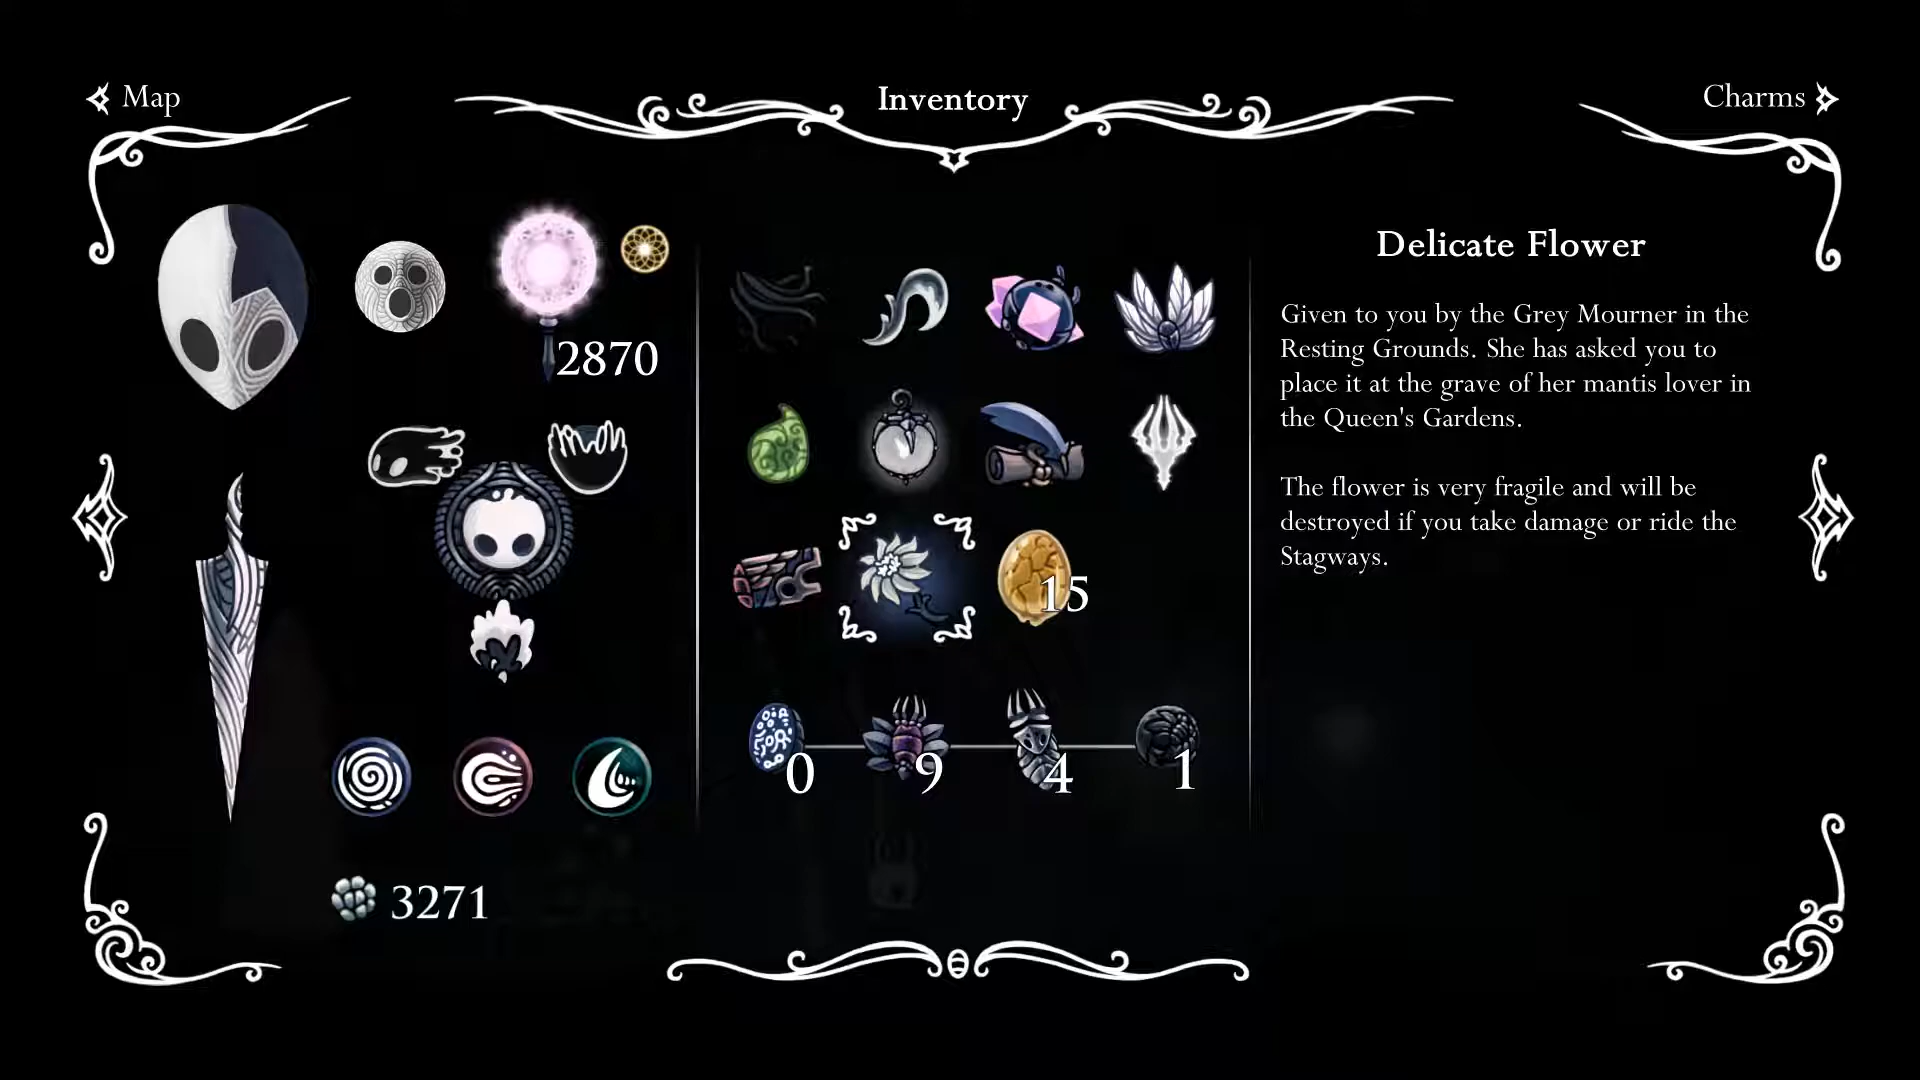 Map
Inventory
Charms
2870
Delicate Flower
Given to you by the Grey Mourner in the
Resting Grounds. She has asked you to
place it at the grave of her mantis lover in
the Queen's Gardens.
The flower is very fragile and will be
destroyed if you take damage or ride the
Stagways.
15
0
9
4
1
3271